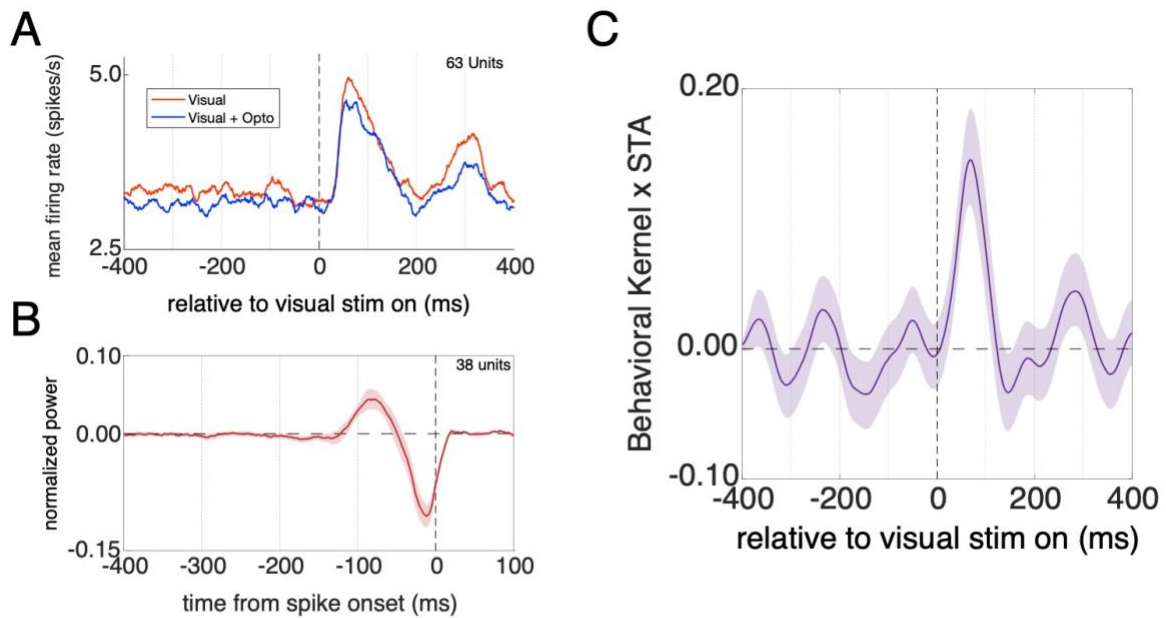 A
mean firing rate (spikes/s)
5.0
2.5
63 Units
Visual
Visual + Opto
-400 -200 0 200 400
relative to visual stim on (ms)
B
normalized power
0.10
0.00
-0.15
38 units
-400 -300 -200 -100 0 100
time from spike onset (ms)
C
Behavioral Kernel x STA
0.20
0.00
-0.10
-400 -200 0 200 400
relative to visual stim on (ms)